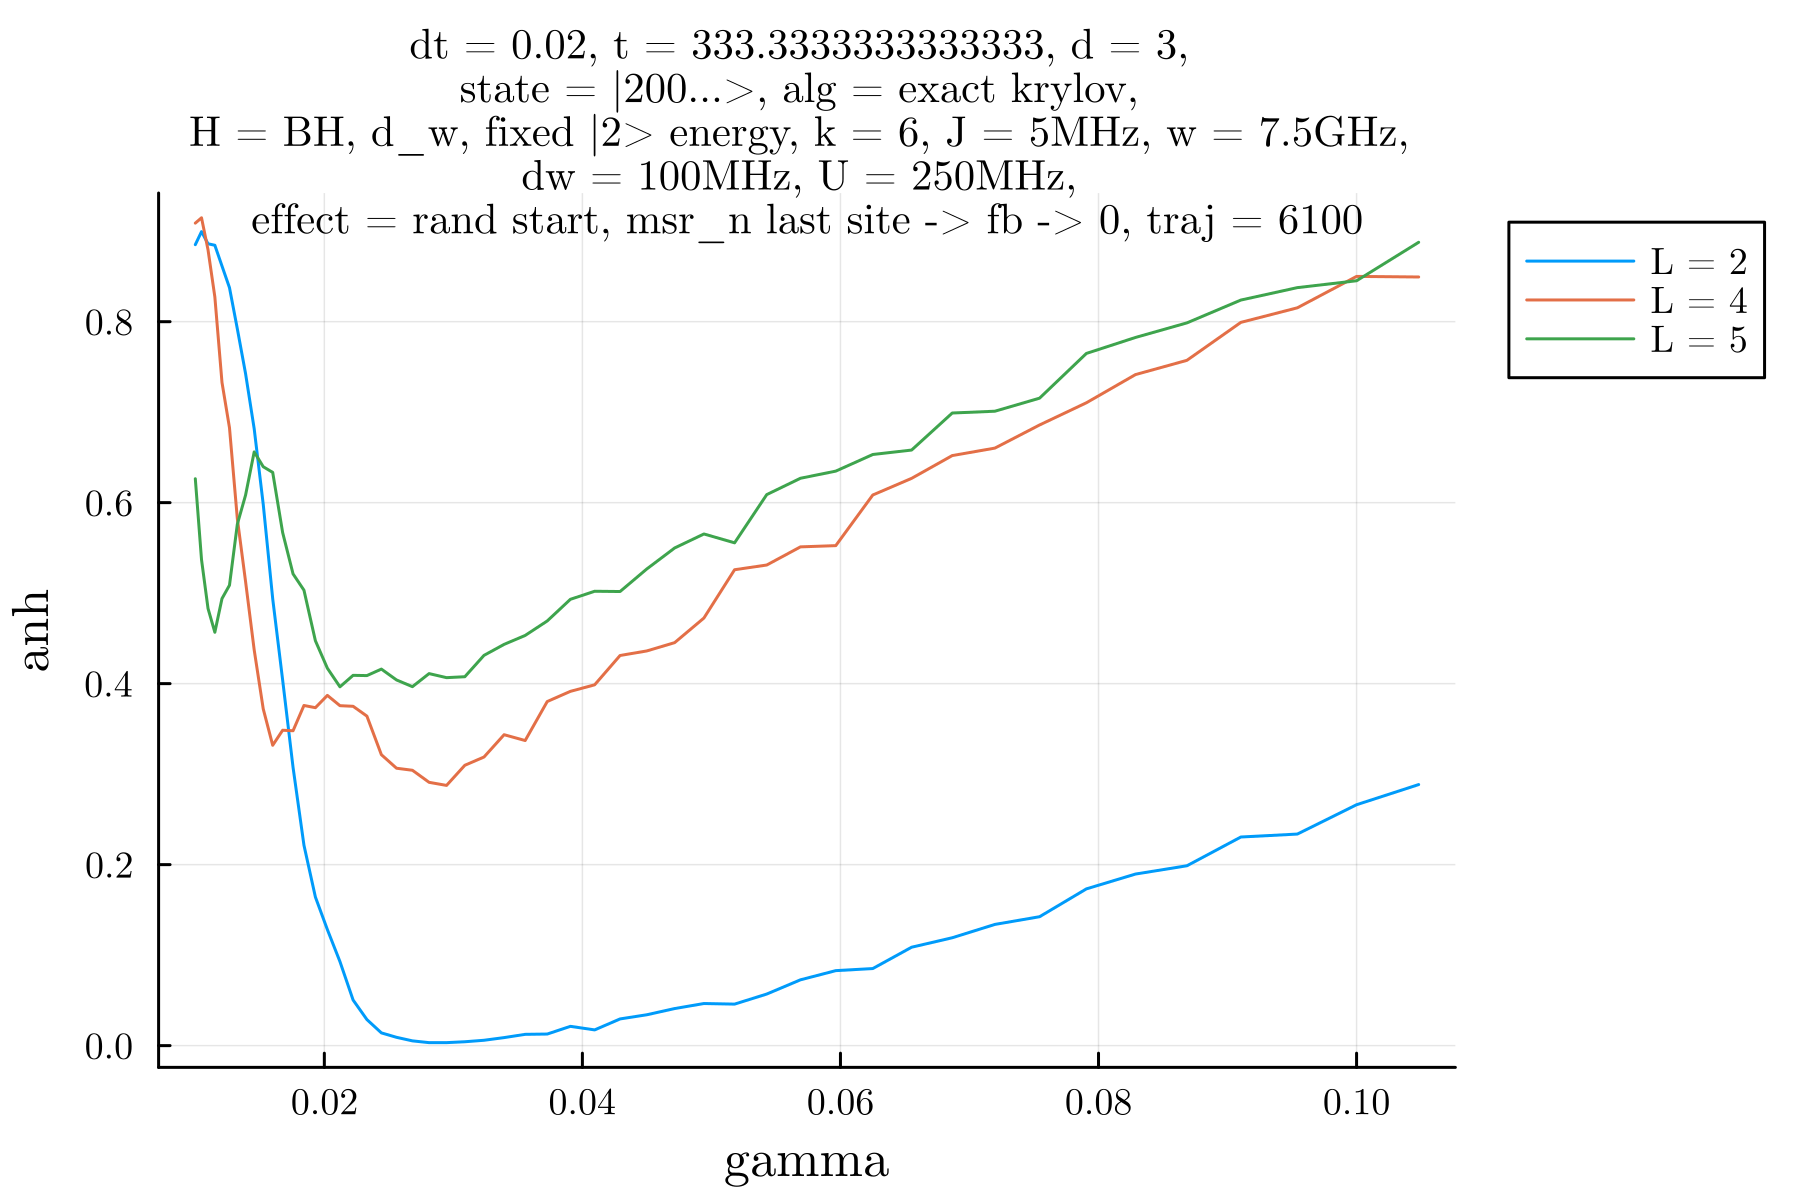 dt = 0.02, t = 333.3333333333333, d = 3,
state = |200...>, alg = exact krylov,
H = BH, d_w, fixed |2> energy, k = 6, J = 5MHz, w = 7.5GHz,
dw = 100MHz, U = 250MHz,
effect = rand start, msr_n last site -> fb -> 0, traj = 6100
L = 2
L = 4
L = 5
0.8
0.6
0.4
0.2
0.0
anh
0.02 0.04 0.06 0.08 0.10
gamma